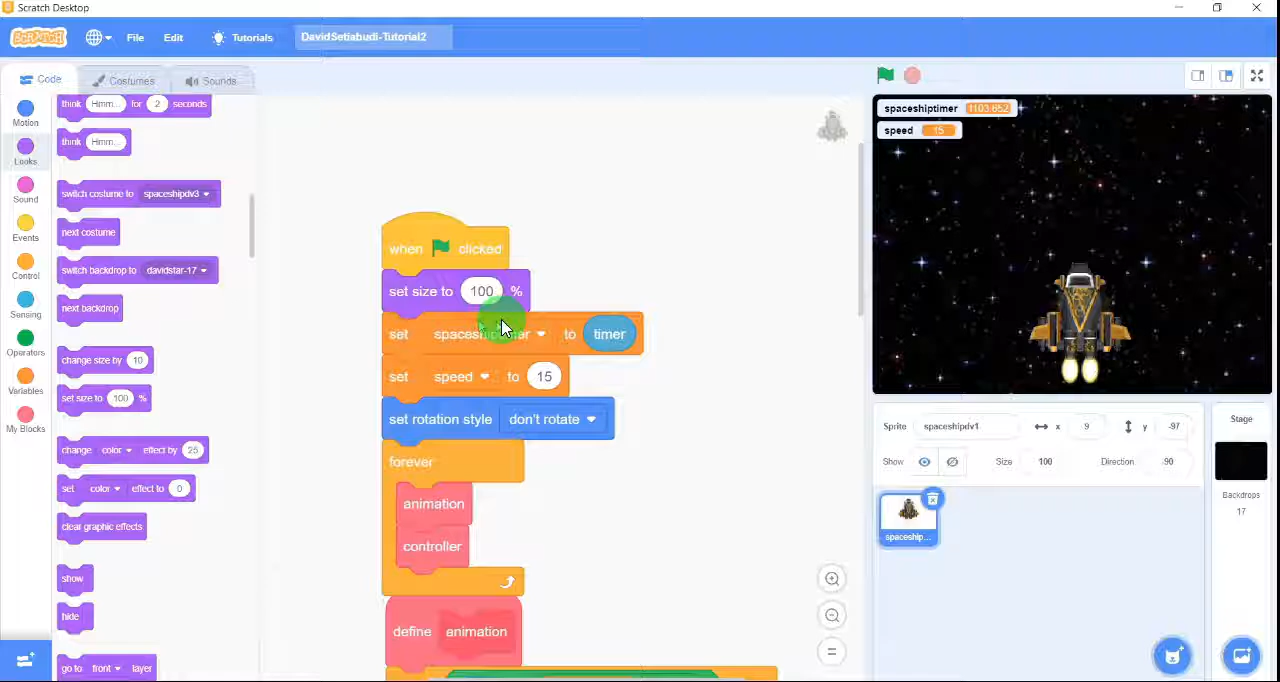 Scratch Desktop
SCRATCH
File
Edit
Tutorials
DavidSetiabudi-Tutorial2
Code
Costumes
Sounds
Motion
Looks
Sound
Events
Control
Sensing
Operators
Variables
My Blocks
think Hmm... for 2 seconds
think Hmm...
switch costume to spaceshipdv3
next costume
switch backdrop to davidstar-17
next backdrop
change size by 10
set size to 100 %
change color effect by 25
set color effect to 0
clear graphic effects
show
hide
go to front layer
when clicked
set size to 100 %
set spaceshiptimer to timer
set speed to 15
set rotation style don't rotate
forever
animation
controller
define animation
spaceshiptimer 1103.652
speed 15
Sprite spaceshipdv1 x 9 y -97
Show Size 100 Direction -90
spaceship...
Stage
Backdrops
17